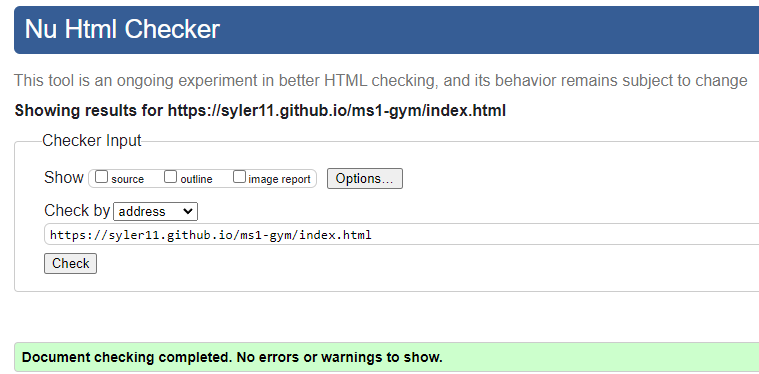 Nu Html Checker
This tool is an ongoing experiment in better HTML checking, and its behavior remains subject to change
Showing results for https://syler11.github.io/ms1-gym/index.html
Checker Input
Show source outline image report Options...
Check by address
https://syler11.github.io/ms1-gym/index.html
Check
Document checking completed. No errors or warnings to show.